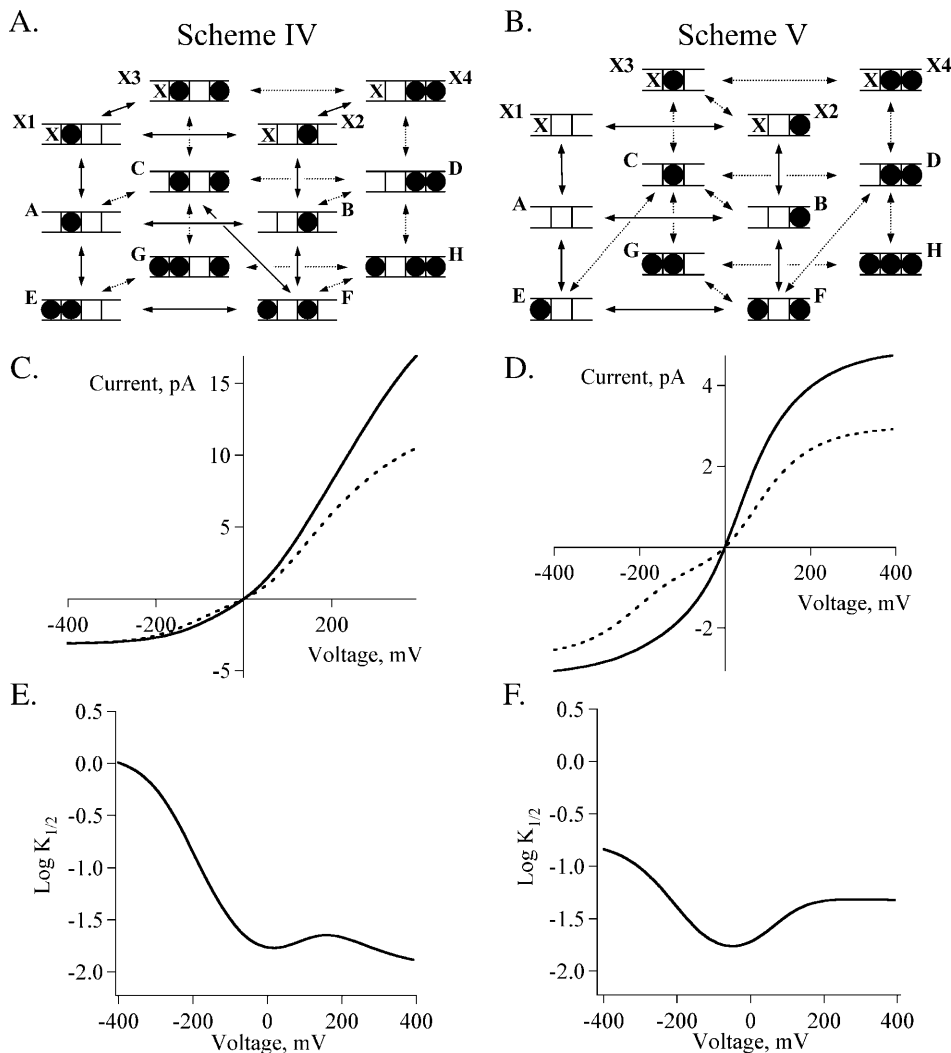 A.
Scheme IV
B.
Scheme V
X3
X
X
X4
X1
X
X
X2
C
D
A
B
G
H
E
F
X3
X
X
X4
X1
X
X
X2
C
D
A
B
G
H
E
F
C.
Current, pA
15
10
5
-400
-200
200
Voltage, mV
-5
D.
Current, pA
4
2
-400
-200
200
400
Voltage, mV
-2
E.
0.5
0.0
-0.5
-1.0
-1.5
-2.0
Log K1/2
-400
-200
0
200
400
Voltage, mV
F.
0.5
0.0
-0.5
-1.0
-1.5
-2.0
Log K1/2
-400
-200
0
200
400
Voltage, mV